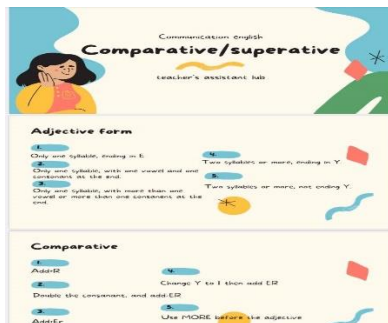 Communication english
Comparative/superative
teacher's assistant lab
Adjective form
1.
Only one syllable, ending in E.
2.
Only one syllable, with one vowel and one
consonant at the end.
3.
Only one syllable, with more than one
vowel or more than one consonant at the
end.
4.
Two syllables or more, ending in Y.
5.
Two syllables or more, not ending Y.
Comparative
1.
Add:R
2.
Double the consonant, and add:ER
3.
Add:Er
4.
Change Y to I then add ER
5.
Use MORE before the adjective